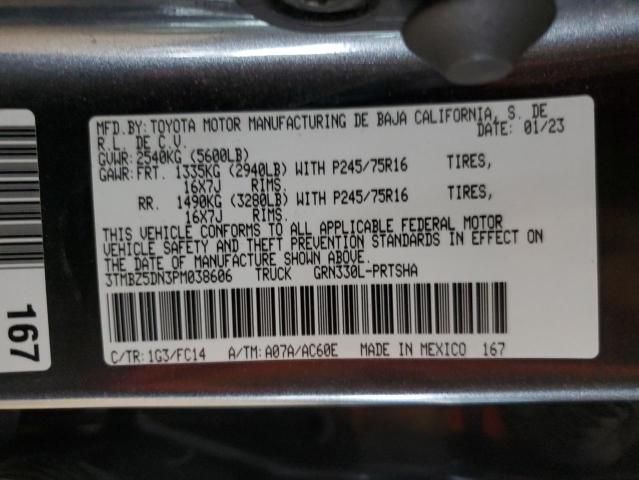 MFD.BY: TOYOTA MOTOR MANUFACTURING DE BAJA CALIFORNIA, S. DE
R.L. DE C.V. DATE: 01/23
GVWR: 2540KG (5600LB)
GAWR: FRT. 1335KG (2940LB) WITH P245/75R16 TIRES,
16X7J RIMS.
RR. 1490KG (3280LB) WITH P245/75R16 TIRES,
16X7J RIMS.
THIS VEHICLE CONFORMS TO ALL APPLICABLE FEDERAL MOTOR
VEHICLE SAFETY AND THEFT PREVENTION STANDARDS IN EFFECT ON
THE DATE OF MANUFACTURE SHOWN ABOVE.
3TMBZ5DN3PM038606 TRUCK GRN330L-PRTSHA
C/TR: 1G3/FC14 A/TM: A07A/AC60E MADE IN MEXICO 167
167